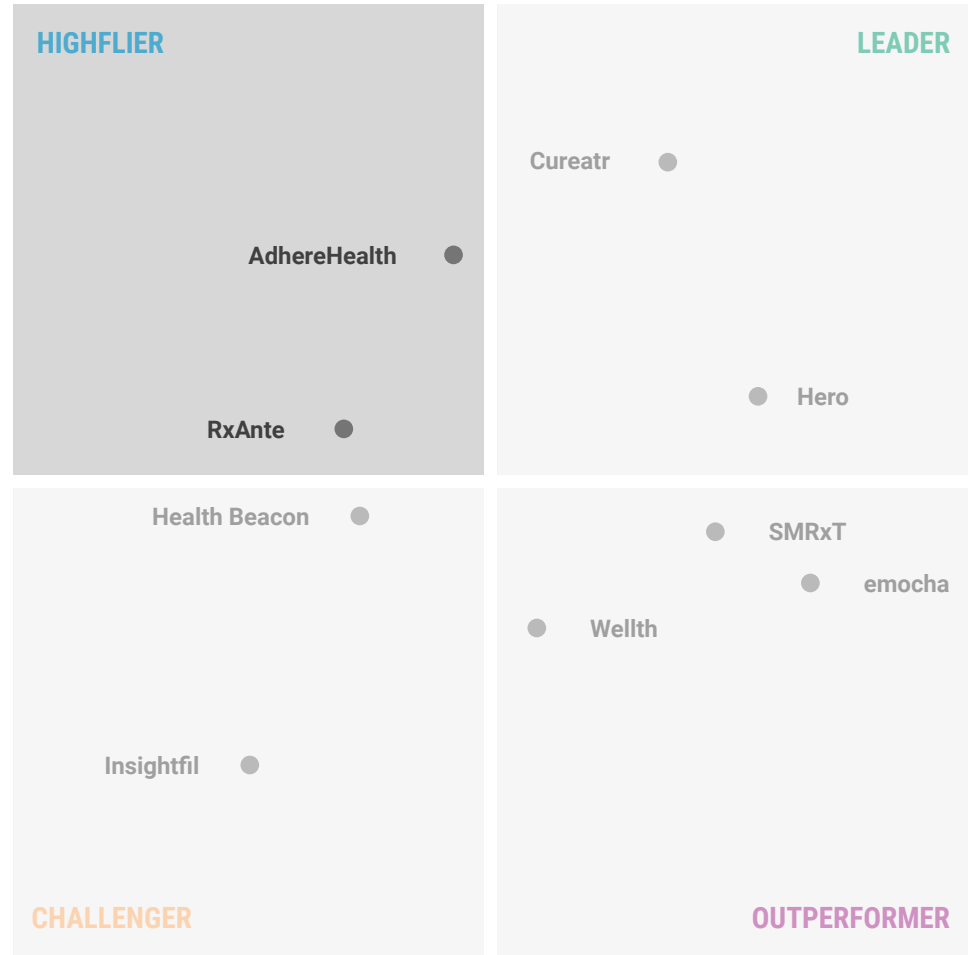 HIGHFLIER
LEADER
Cureatr
AdhereHealth
Hero
RxAnte
Health Beacon
SMRxT
emocha
Wellth
Insightfil
CHALLENGER
OUTPERFORMER